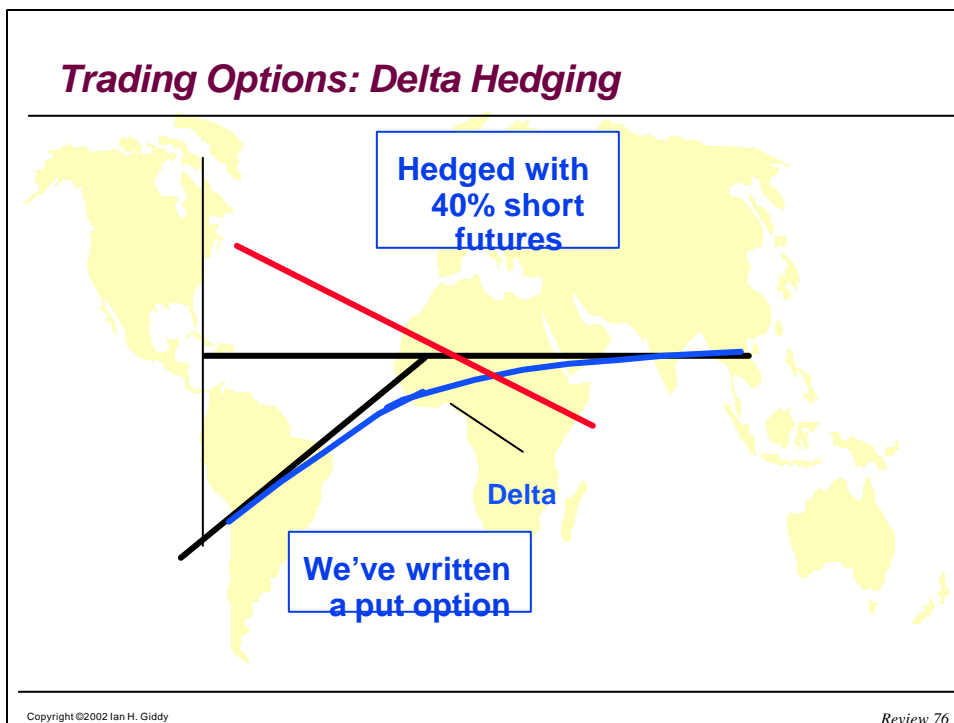 Trading Options: Delta Hedging
Hedged with
40% short
futures
Delta
We've written
a put option
Copyright ©2002 Ian H. Giddy
Review 76